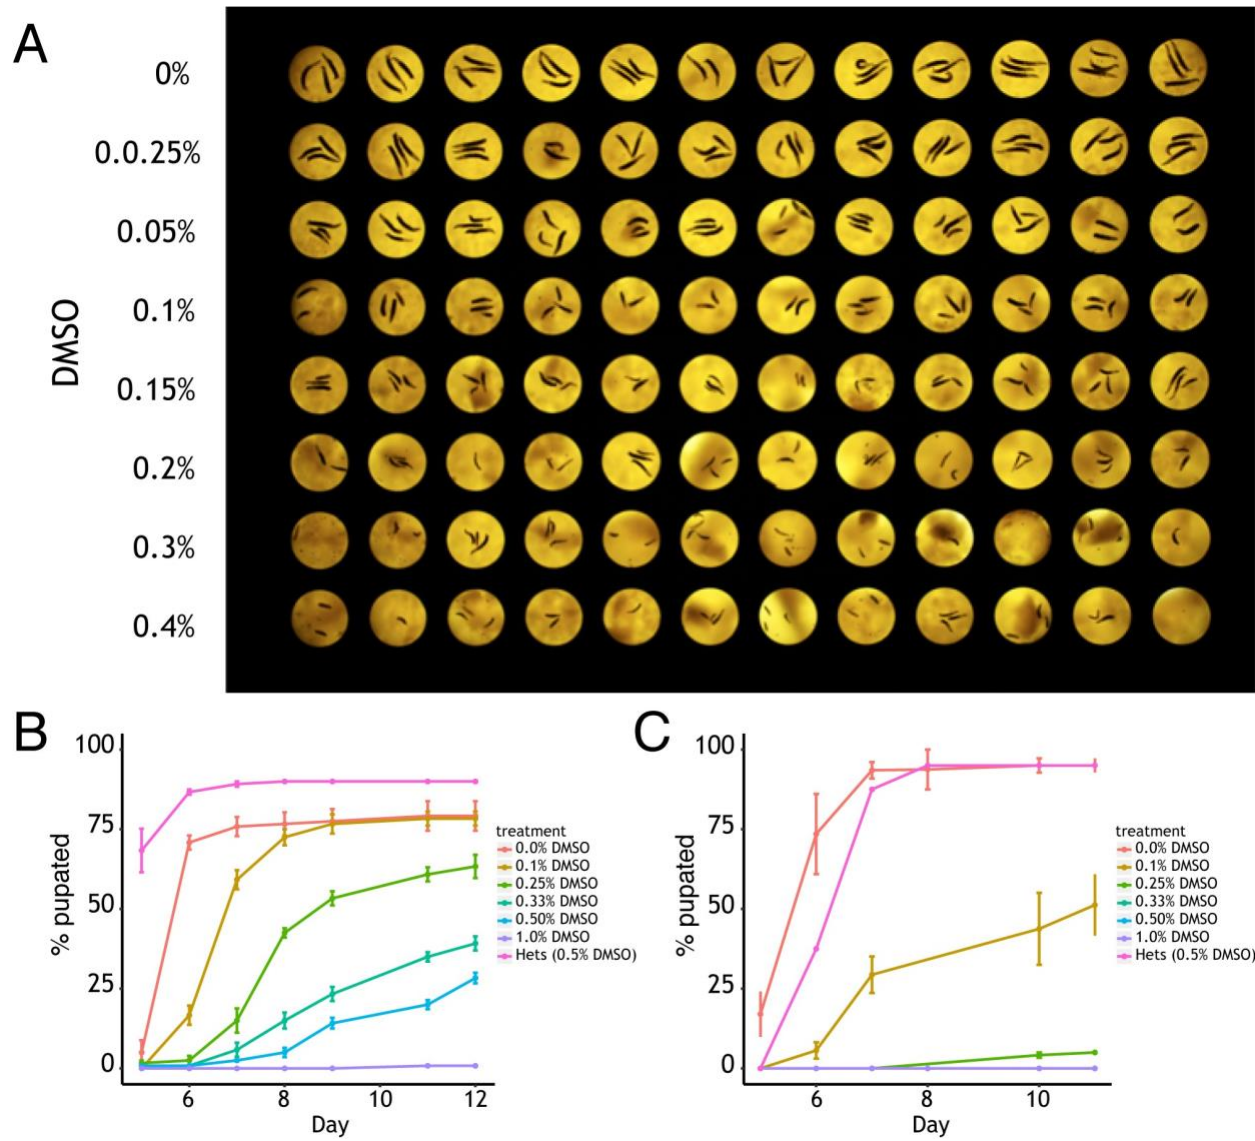 A
0%
0.0.25%
0.05%
0.1%
0.15%
0.2%
0.3%
0.4%
DMSO
B
100
75
50
25
0
% pupated
6
8
10
12
Day
treatment
0.0% DMSO
0.1% DMSO
0.25% DMSO
0.33% DMSO
0.50% DMSO
1.0% DMSO
Hets (0.5% DMSO)
C
100
75
50
25
0
% pupated
6
8
10
Day
treatment
0.0% DMSO
0.1% DMSO
0.25% DMSO
0.33% DMSO
0.50% DMSO
1.0% DMSO
Hets (0.5% DMSO)